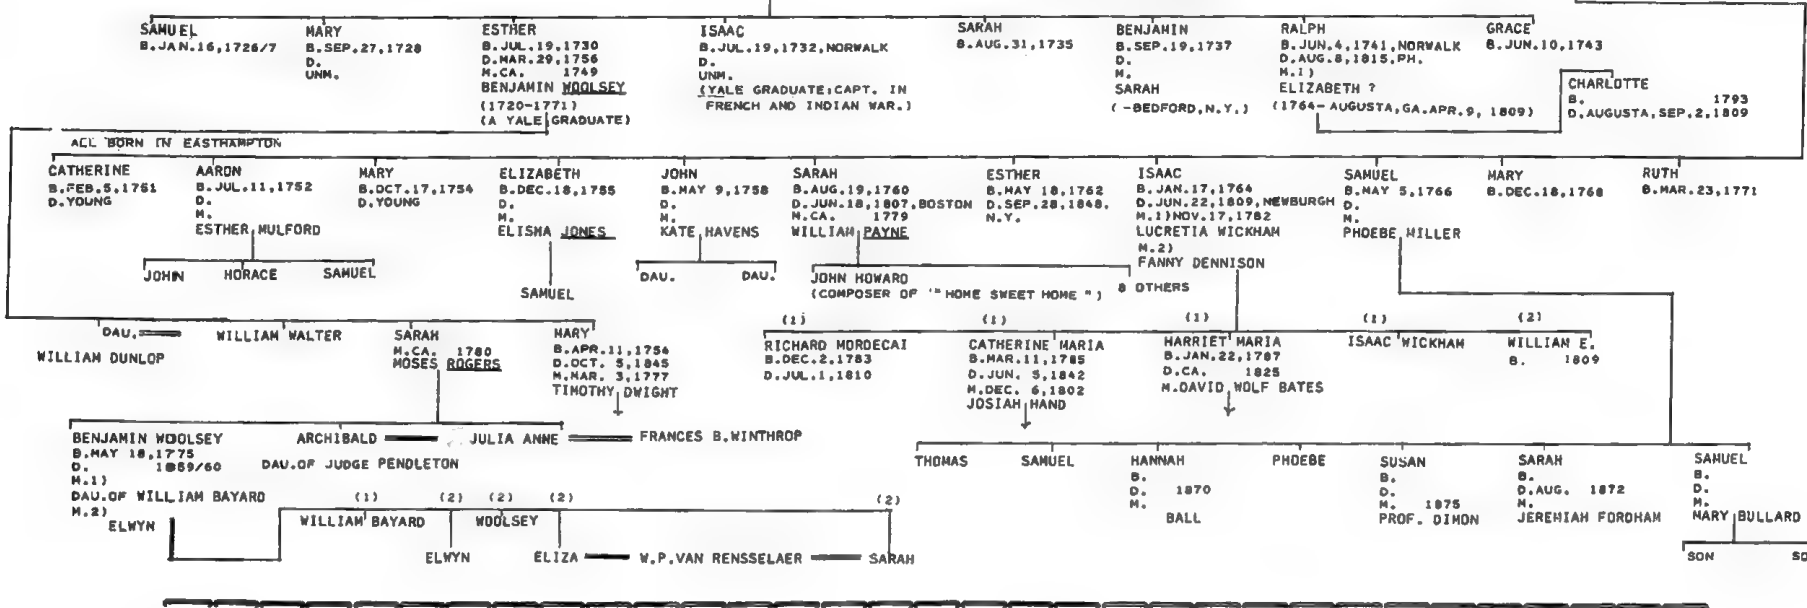 SAMUEL
B.JAN.16,1726/7
MARY
B.SEP.27,1728
D.
UNM.
ESTHER
B.JUL.19,1730
D.MAR.29,1756
M.CA. 1749
BENJAMIN WOOLSEY
(1720-1771)
(A YALE GRADUATE)
ISAAC
B.JUL.19,1732,NORWALK
D.
UNM.
(YALE GRADUATE;CAPT. IN
FRENCH AND INDIAN WAR.)
SARAH
B.AUG.31,1735
BENJAMIN
B.SEP.19,1737
D.
M.
SARAH
( -BEDFORD,N.Y.)
RALPH
B.JUN.4,1741,NORWALK
D.AUG.8,1815,PH.
M.1)
ELIZABETH ?
(1764-AUGUSTA,GA.APR.9, 1809)
GRACE
B.JUN.10,1743
CHARLOTTE
B. 1793
D.AUGUSTA,SEP.2,1809
ALL BORN IN EASTHAMPTON
CATHERINE
B.FEB.5,1751
D.YOUNG
AARON
B.JUL.11,1752
D.
M.
ESTHER MULFORD
MARY
B.OCT.17,1754
D.YOUNG
ELIZABETH
B.DEC.18,1755
D.
M.
ELISHA JONES
JOHN
B.MAY 9,1758
D.
M.
KATE HAVENS
SARAH
B.AUG.19,1760
D.JUN.18,1807,BOSTON
M.CA. 1779
WILLIAM PAYNE
ESTHER
B.MAY 18,1762
D.SEP.28,1848,
N.Y.
ISAAC
B.JAN.17,1764
D.JUN.22,1809,NEWBURGH
M.1)NOV.17,1782
LUCRETIA WICKHAM
M.2)
FANNY DENNISON
SAMUEL
B.MAY 5,1766
D.
M.
PHOEBE MILLER
MARY
B.DEC.18,1768
RUTH
B.MAR.23,1771
JOHN HORACE SAMUEL
SAMUEL
DAU. DAU.
JOHN HOWARD
(COMPOSER OF "HOME SWEET HOME")
8 OTHERS
DAU.
WILLIAM DUNLOP
WILLIAM WALTER
SARAH
M.CA. 1780
MOSES ROGERS
MARY
B.APR.11,1754
D.OCT. 5,1845
M.MAR. 3,1777
TIMOTHY DWIGHT
(1)
RICHARD MORDECAI
B.DEC.2,1783
D.JUL.1,1810
(1)
CATHERINE MARIA
B.MAR.11,1785
D.JUN. 5,1842
M.DEC. 6,1802
JOSIAH HAND
(1)
HARRIET MARIA
B.JAN.22,1787
D.CA. 1825
M.DAVID WOLF BATES
(1)
ISAAC WICKHAM
(2)
WILLIAM E.
B. 1809
BENJAMIN WOOLSEY
B.MAY 18,1775
D. 1859/60
M.1)
DAU.OF WILLIAM BAYARD
M.2)
ELWYN
ARCHIBALD JULIA ANNE FRANCES B.WINTHROP
DAU.OF JUDGE PENDLETON
(1) (2) (2) (2) (2)
WILLIAM BAYARD WOOLSEY
ELWYN ELIZA W.P.VAN RENSSELAER SARAH
THOMAS
SAMUEL
HANNAH
B.
D. 1870
M.
BALL
PHOEBE
SUSAN
B.
D.
M. 1875
PROF. DIMON
SARAH
B.
D.AUG. 1872
M.
JEREMIAH FORDHAM
SAMUEL
B.
D.
M.
MARY BULLARD
SON